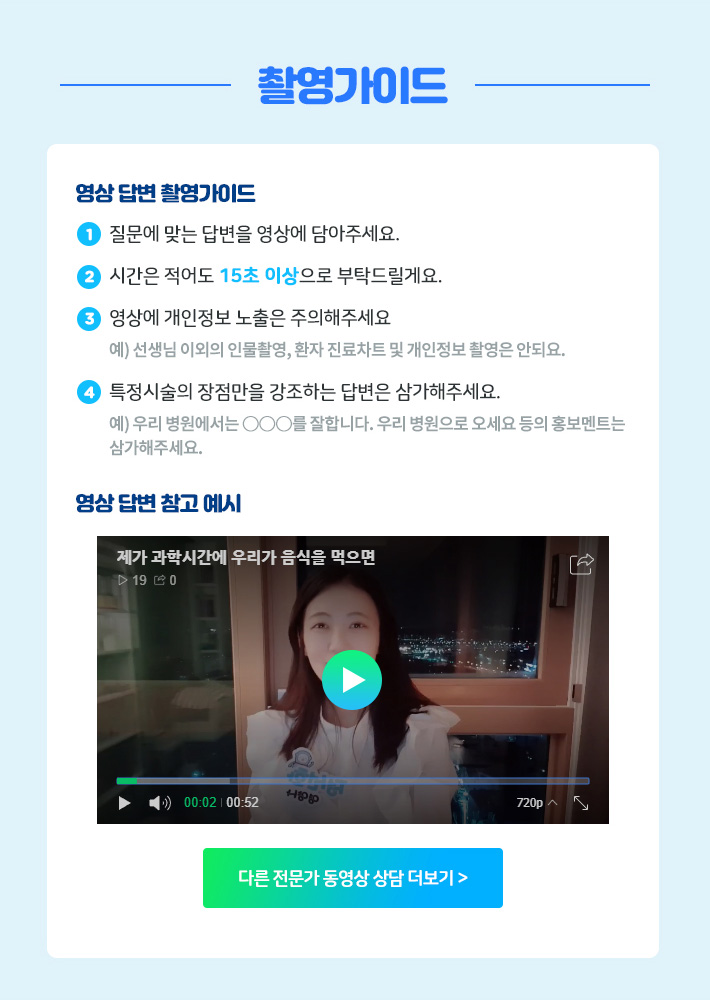 촬영가이드
영상 답변 촬영가이드
1 질문에 맞는 답변을 영상에 담아주세요.
2 시간은 적어도 15초 이상으로 부탁드릴게요.
3 영상에 개인정보 노출은 주의해주세요
예) 선생님 이외의 인물촬영, 환자 진료차트 및 개인정보 촬영은 안되요.
4 특정시술의 장점만을 강조하는 답변은 삼가해주세요.
예) 우리 병원에서는 〇〇〇를 잘합니다. 우리 병원으로 오세요 등의 홍보멘트는
삼가해주세요.
영상 답변 참고 예시
제가 과학시간에 우리가 음식을 먹으면
19 0
00:02 | 00:52 720p
다른 전문가 동영상 상담 더보기 >